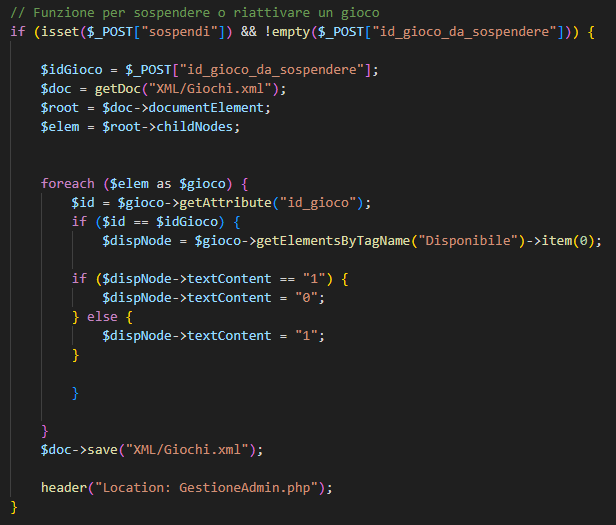 // Funzione per sospendere o riattivare un gioco
if (isset($_POST["sospendi"]) && !empty($_POST["id_gioco_da_sospendere"])) {
$idGioco = $_POST["id_gioco_da_sospendere"];
$doc = getDoc("XML/Giochi.xml");
$root = $doc->documentElement;
$elem = $root->childNodes;
foreach ($elem as $gioco) {
$id = $gioco->getAttribute("id_gioco");
if ($id == $idGioco) {
$dispNode = $gioco->getElementsByTagName("Disponibile")->item(0);
if ($dispNode->textContent == "1") {
$dispNode->textContent = "0";
} else {
$dispNode->textContent = "1";
}
}
}
$doc->save("XML/Giochi.xml");
header("Location: GestioneAdmin.php");
}